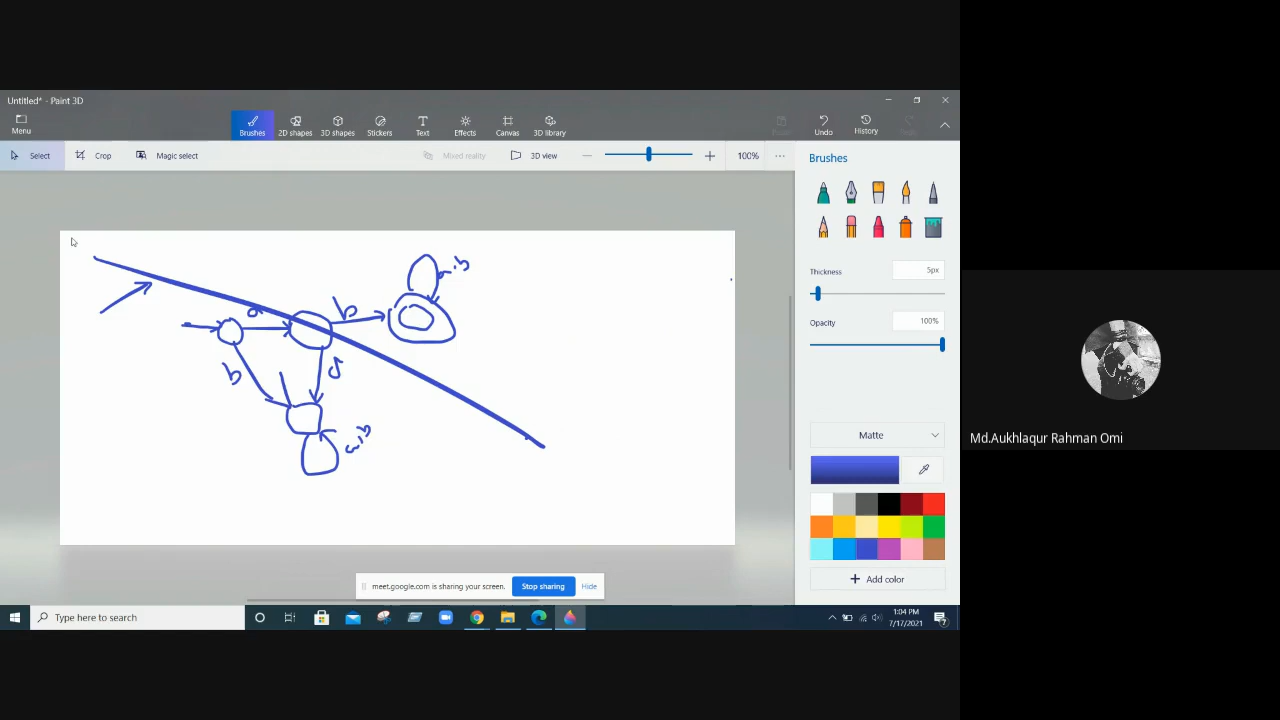 Untitled* - Paint 3D
Menu
Brushes
2D shapes
3D shapes
Stickers
Text
Effects
Canvas
3D library
Undo
History
Select
Crop
Magic select
Mixed reality
3D view
100%
Brushes
Thickness
5px
Opacity
100%
Matte
Add color
a
b
a,b
b
a,b
Md.Aukhlaqur Rahman Omi
meet.google.com is sharing your screen.
Stop sharing
Hide
Type here to search
1:04 PM
7/17/2021